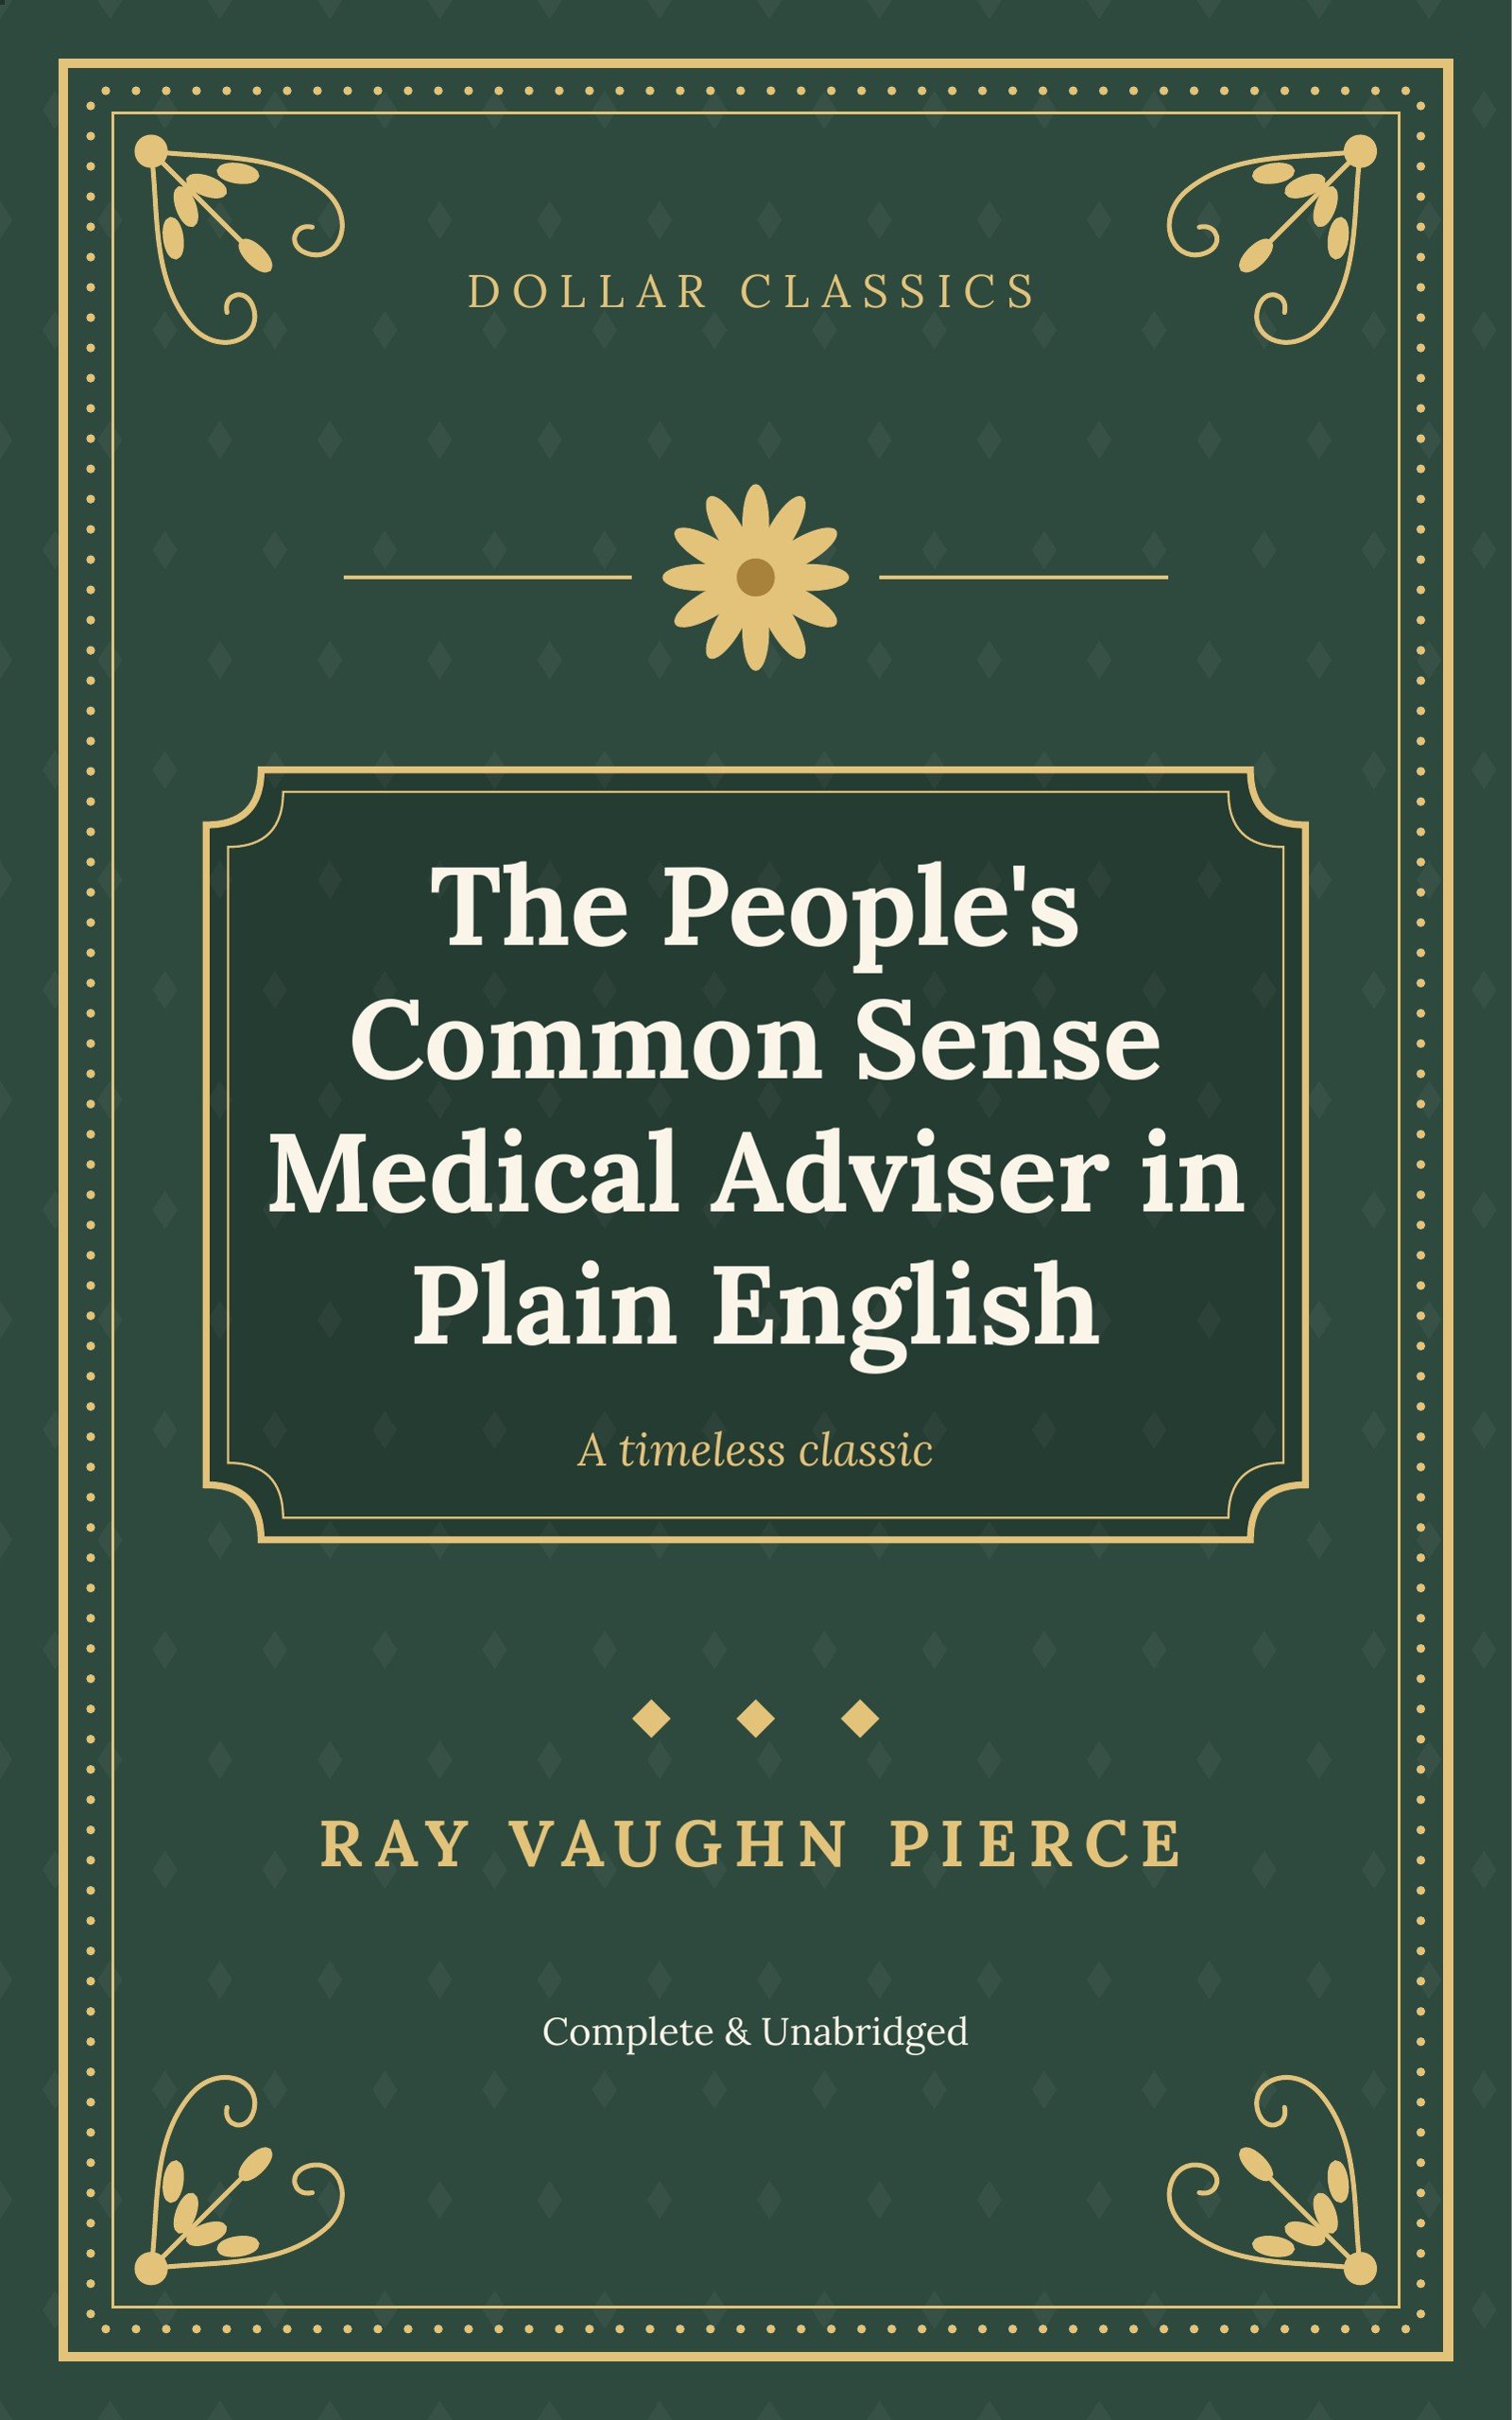 DOLLAR CLASSICS
The People's
Common Sense
Medical Adviser in
Plain English
A timeless classic
RAY VAUGHN PIERCE
Complete & Unabridged